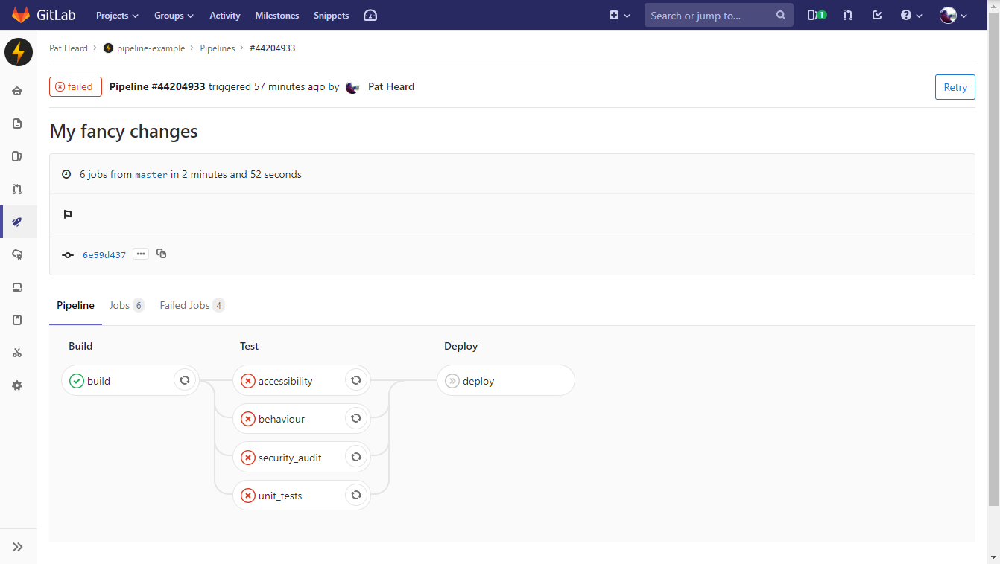 GitLab Projects Groups Activity Milestones Snippets Search or jump to... 1
Pat Heard › pipeline-example › Pipelines › #44204933
failed Pipeline #44204933 triggered 57 minutes ago by Pat Heard Retry
My fancy changes
6 jobs from master in 2 minutes and 52 seconds
6e59d437 ...
Pipeline Jobs 6 Failed Jobs 4
Build Test Deploy
build accessibility deploy
behaviour
security_audit
unit_tests